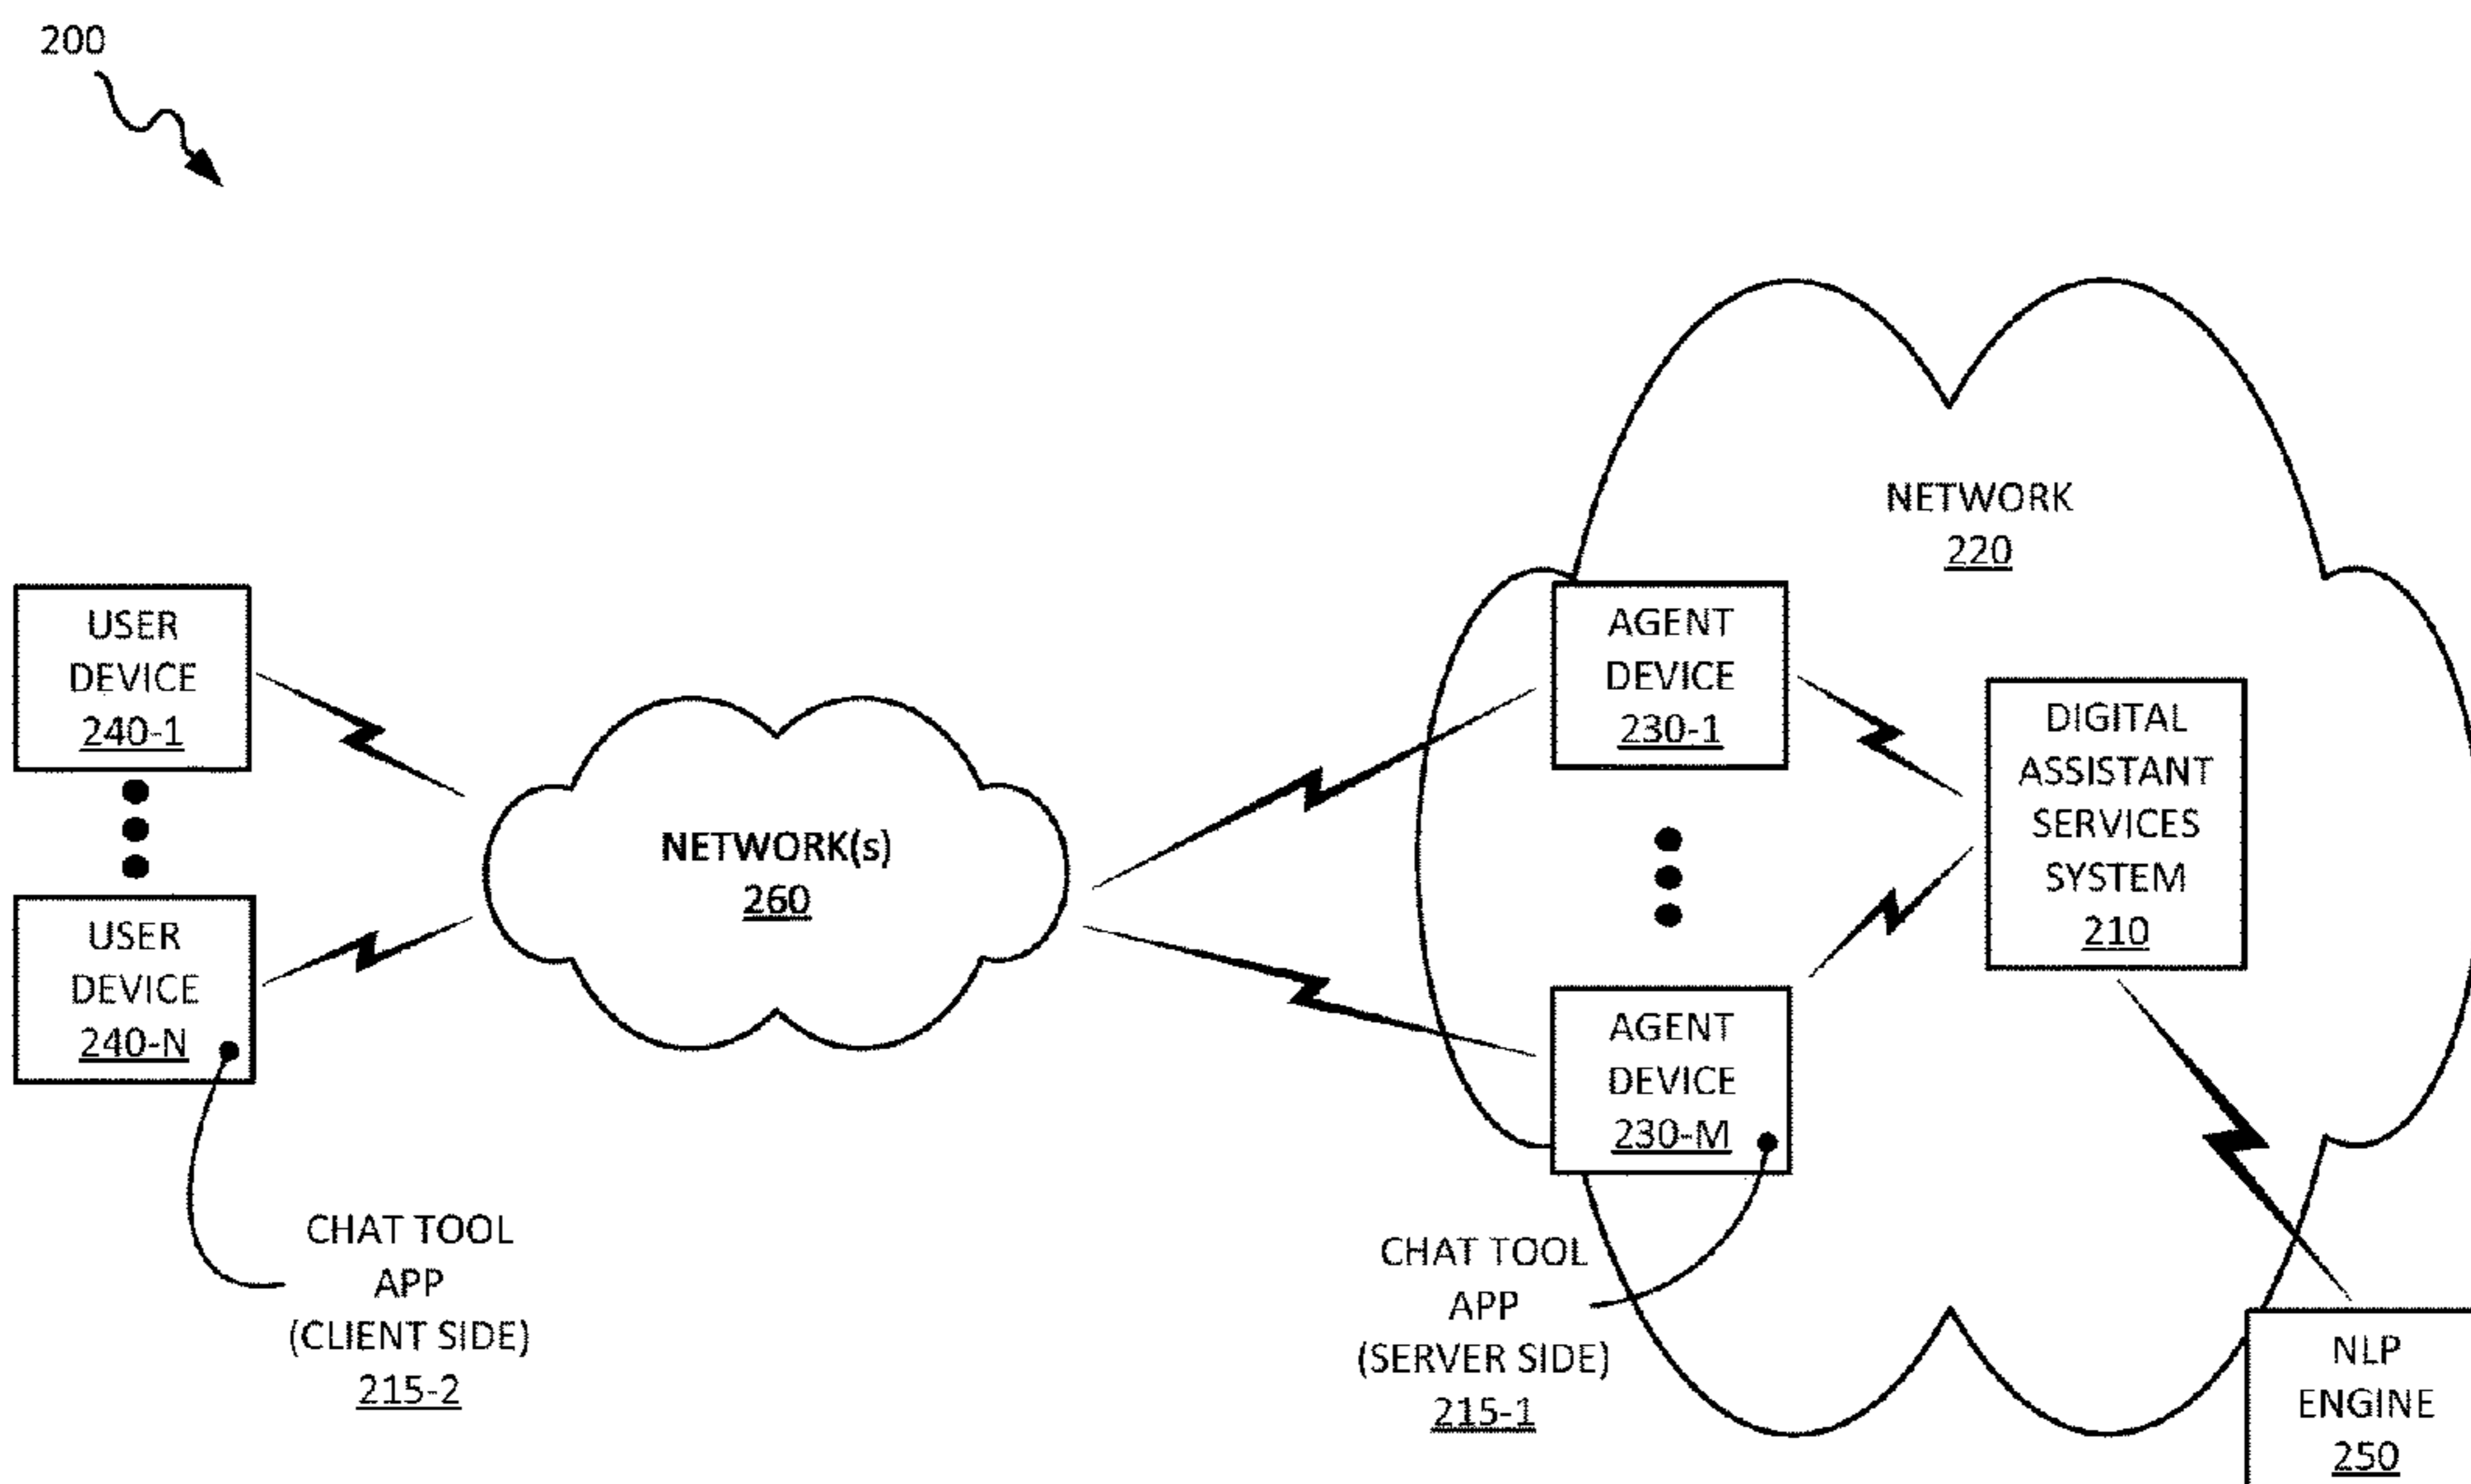 200
NETWORK
220
USER
DEVICE
240-1
AGENT
DEVICE
230-1
DIGITAL
ASSISTANT
SERVICES
SYSTEM
210
NETWORK(s)
260
USER
DEVICE
240-N
AGENT
DEVICE
230-M
CHAT TOOL
APP
(CLIENT SIDE)
215-2
CHAT TOOL
APP
(SERVER SIDE)
215-1
NLP
ENGINE
250